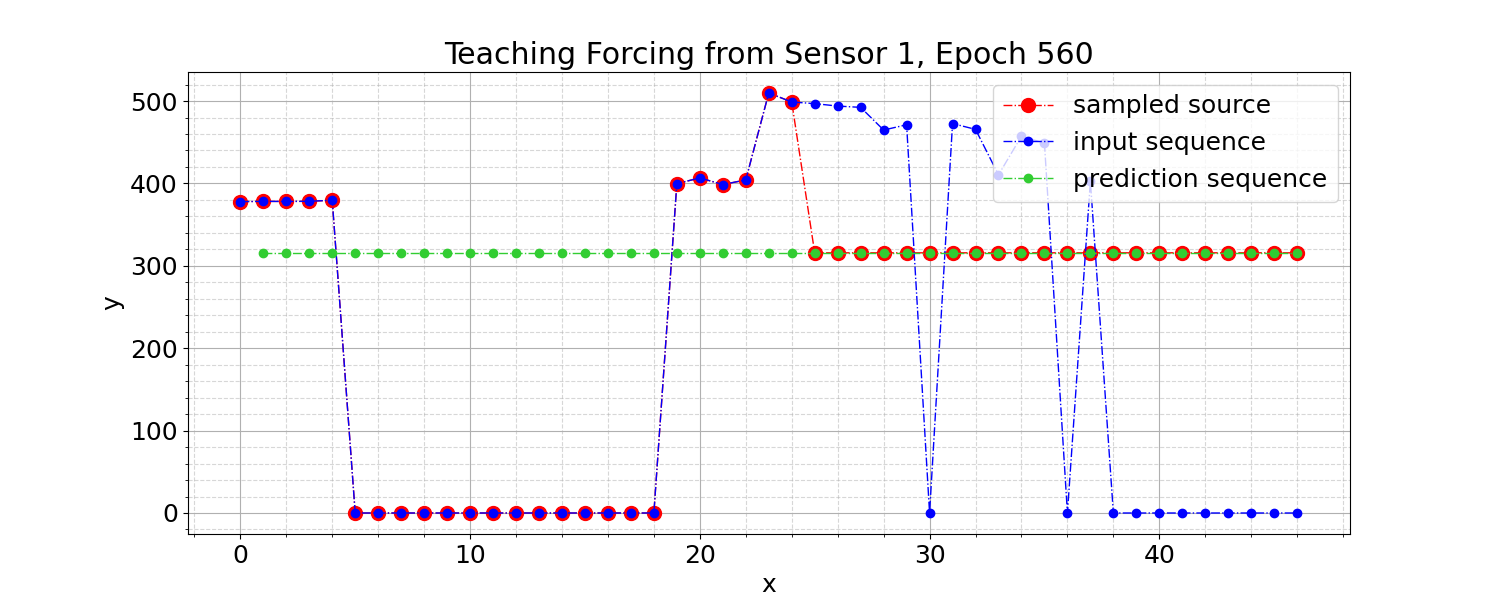 Teaching Forcing from Sensor 1, Epoch 560
500
400
300
200
100
0
y
0 10 20 30 40
x
sampled source
input sequence
prediction sequence